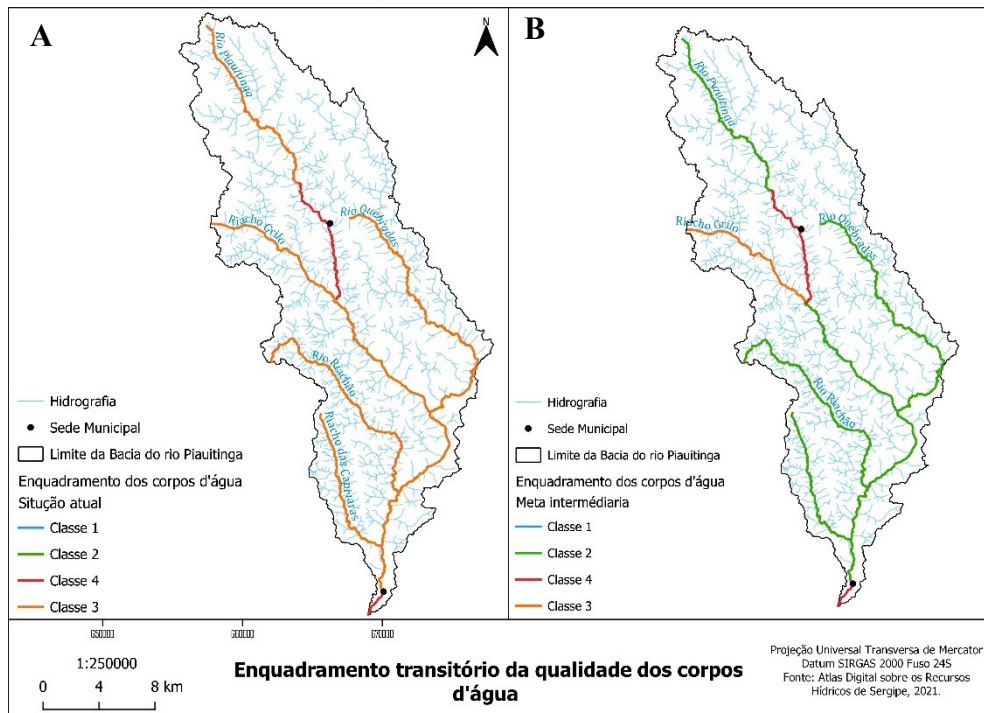 A
N
Rio Piauitinga
Riacho Grilo
Rio Quebradas
Rio Riachão
Riacho das Capivaras
Hidrografia
Sede Municipal
Limite da Bacia do rio Piauitinga
Enquadramento dos corpos d'água
Situção atual
Classe 1
Classe 2
Classe 4
Classe 3
B
Rio Piauitinga
Riacho Grilo
Rio Quebradas
Rio Riachão
Hidrografia
Sede Municipal
Limite da Bacia do rio Piauitinga
Enquadramento dos corpos d'água
Meta intermédiaria
Classe 1
Classe 2
Classe 4
Classe 3
650000
660000
670000
1:250000
0 4 8 km
Enquadramento transitório da qualidade dos corpos
d'água
Projeção Universal Transversa de Mercator
Datum SIRGAS 2000 Fuso 24S
Fonte: Atlas Digital sobre os Recursos
Hídricos de Sergipe, 2021.